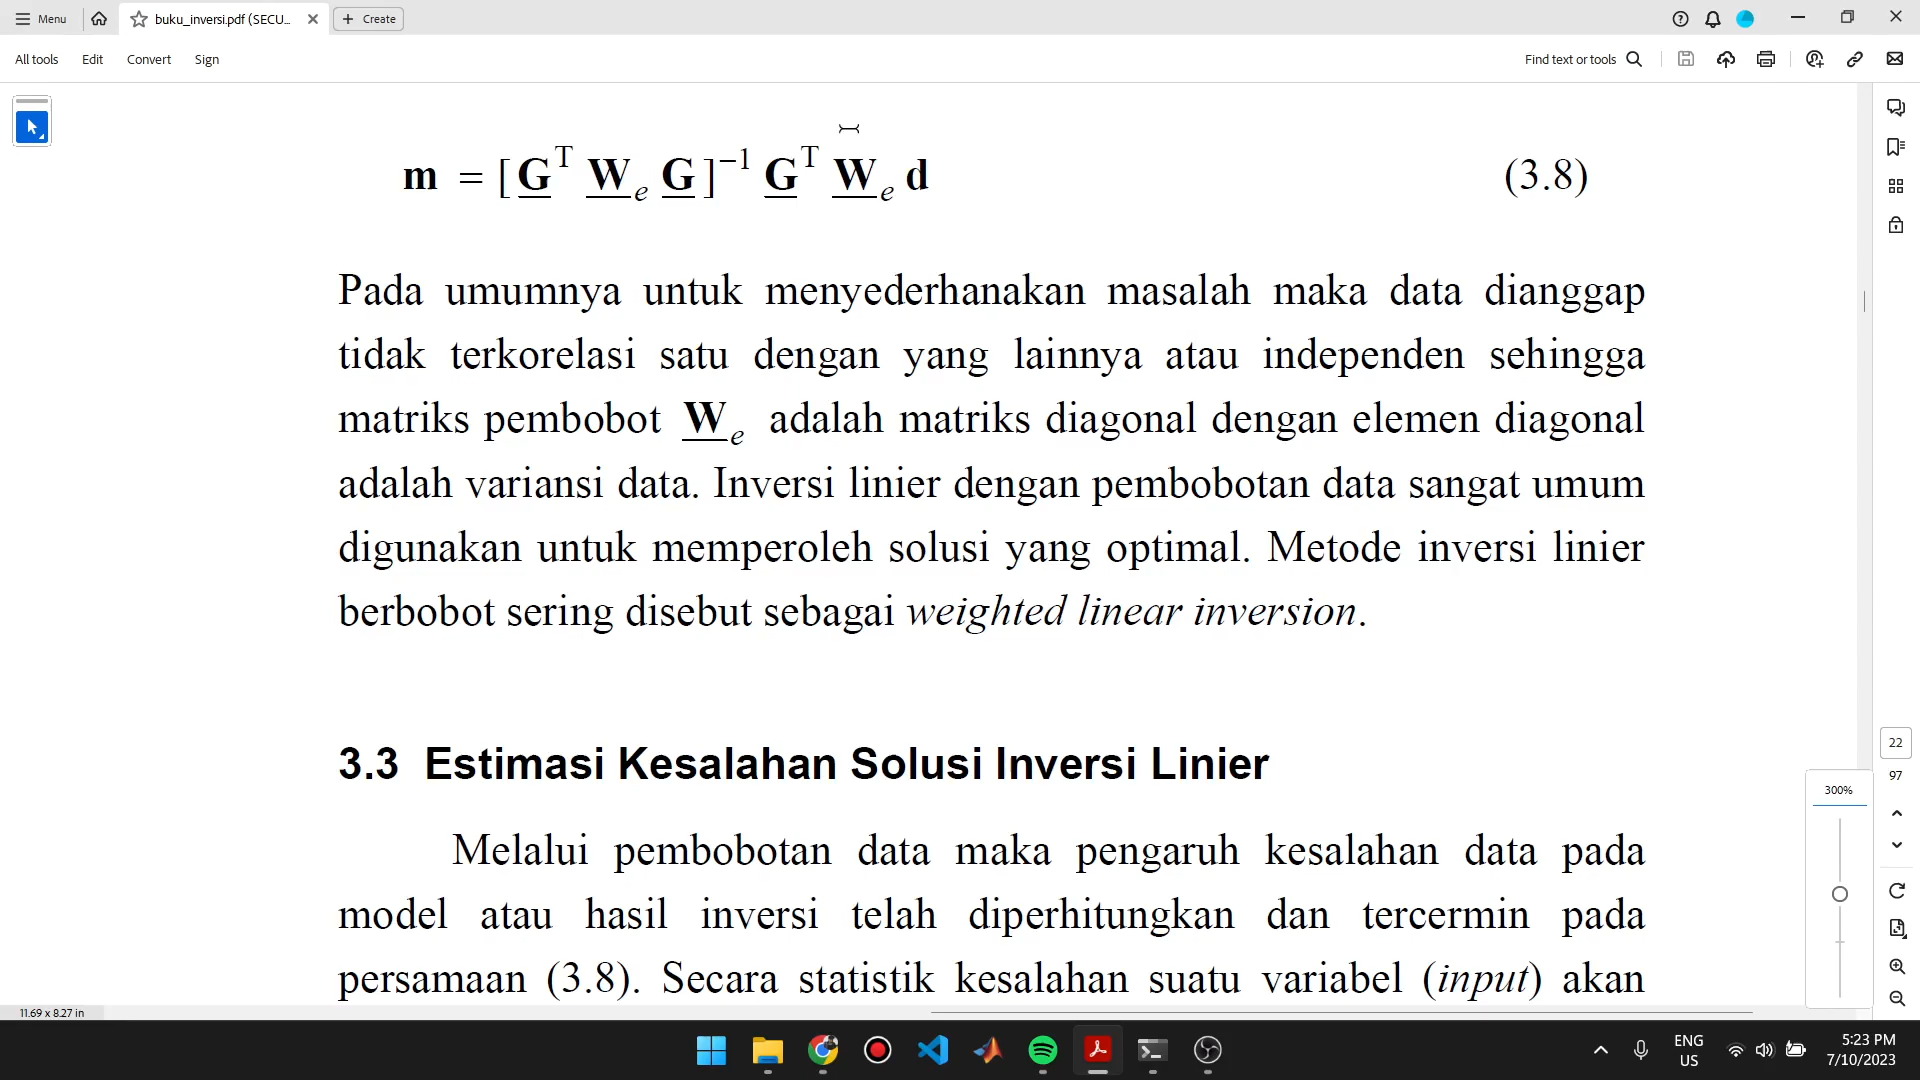 Menu
buku_inversi.pdf (SECU...
Create
All tools
Edit
Convert
Sign
Find text or tools
m = [G^T W_e G]^−1 G^T W_e d (3.8)
Pada umumnya untuk menyederhanakan masalah maka data dianggap
tidak terkorelasi satu dengan yang lainnya atau independen sehingga
matriks pembobot W_e adalah matriks diagonal dengan elemen diagonal
adalah variansi data. Inversi linier dengan pembobotan data sangat umum
digunakan untuk memperoleh solusi yang optimal. Metode inversi linier
berbobot sering disebut sebagai weighted linear inversion.
3.3 Estimasi Kesalahan Solusi Inversi Linier
Melalui pembobotan data maka pengaruh kesalahan data pada
model atau hasil inversi telah diperhitungkan dan tercermin pada
persamaan (3.8). Secara statistik kesalahan suatu variabel (input) akan
22
97
300%
11.69 x 8.27 in
ENG
US
5:23 PM
7/10/2023